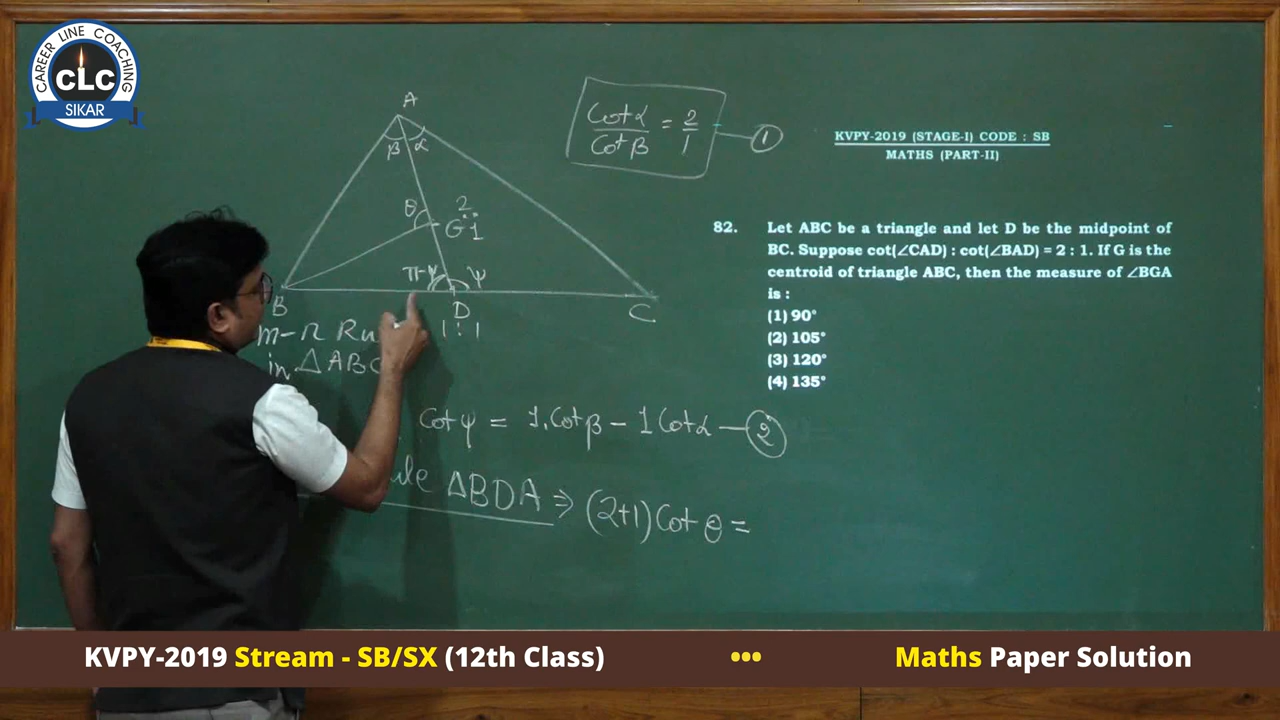 CAREER LINE COACHING
CLC
SIKAR
A
β α
θ
2
G 1
π-ψ ψ
B D C
1 : 1
Cot α / Cot β = 2/1 — ①
KVPY-2019 (STAGE-I) CODE : SB
MATHS (PART-II)
82. Let ABC be a triangle and let D be the midpoint of
BC. Suppose cot(∠CAD) : cot(∠BAD) = 2 : 1. If G is the
centroid of triangle ABC, then the measure of ∠BGA
is :
(1) 90°
(2) 105°
(3) 120°
(4) 135°
m-n Ru
in △ABC
Cot ψ = 1.Cot β - 1 Cot α — ②
△BDA ⇒ (2+1) Cot θ =
KVPY-2019 Stream - SB/SX (12th Class) ••• Maths Paper Solution